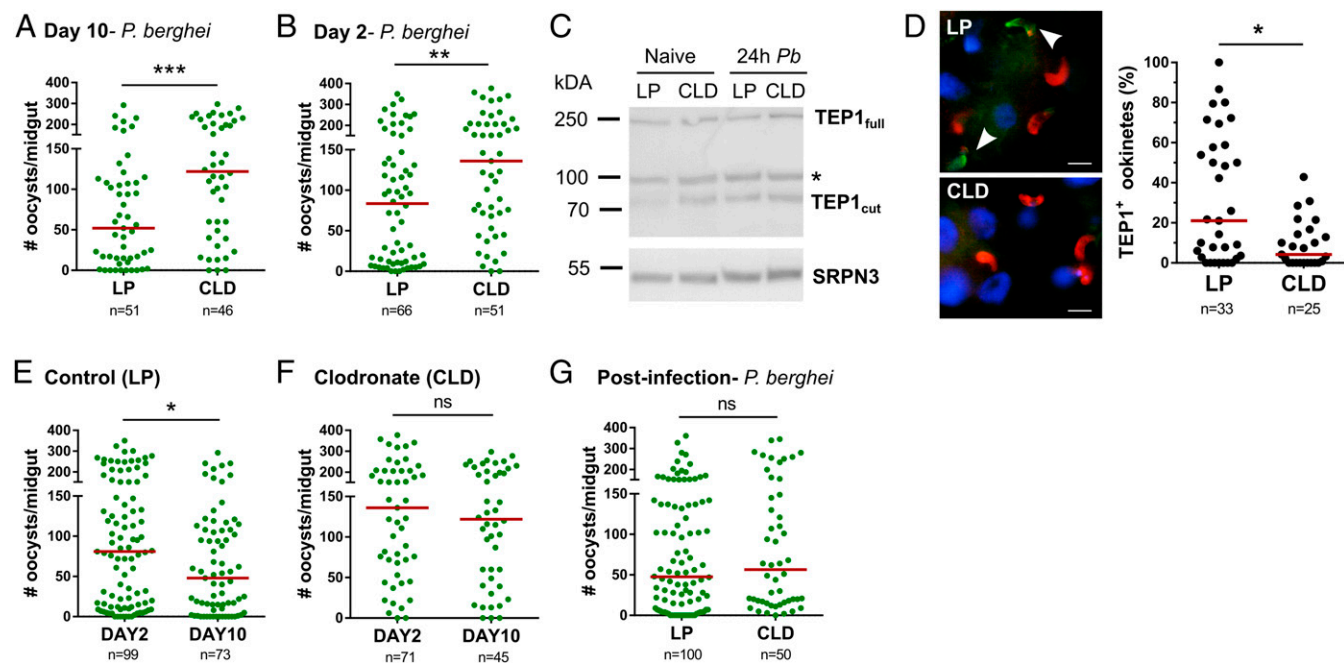 A Day 10- P. berghei
***
# oocysts/midgut
400
300
200
150
100
50
0
LP CLD
n=51 n=46
B Day 2- P. berghei
**
# oocysts/midgut
400
300
200
150
100
50
0
LP CLD
n=66 n=51
C
Naive 24h Pb
kDA LP CLD LP CLD
250 TEP1full
100 *
70 TEP1cut
55 SRPN3
D
LP
CLD
*
TEP1+ ookinetes (%)
100
80
60
40
20
0
LP CLD
n=33 n=25
E Control (LP)
*
# oocysts/midgut
400
300
200
150
100
50
0
DAY2 DAY10
n=99 n=73
F Clodronate (CLD)
ns
# oocysts/midgut
400
300
200
150
100
50
0
DAY2 DAY10
n=71 n=45
G Post-infection- P. berghei
ns
# oocysts/midgut
400
300
200
150
100
50
0
LP CLD
n=100 n=50